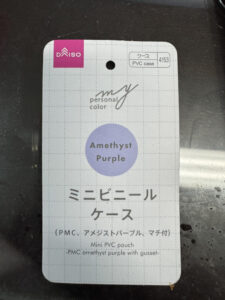 DAISO
ケース
PVC case
4153
my
personal
color
Amethyst
Purple
ミニビニール
ケース
(PMC、アメジストパープル、マチ付)
Mini PVC pouch
-PMC amethyst purple with gusset-